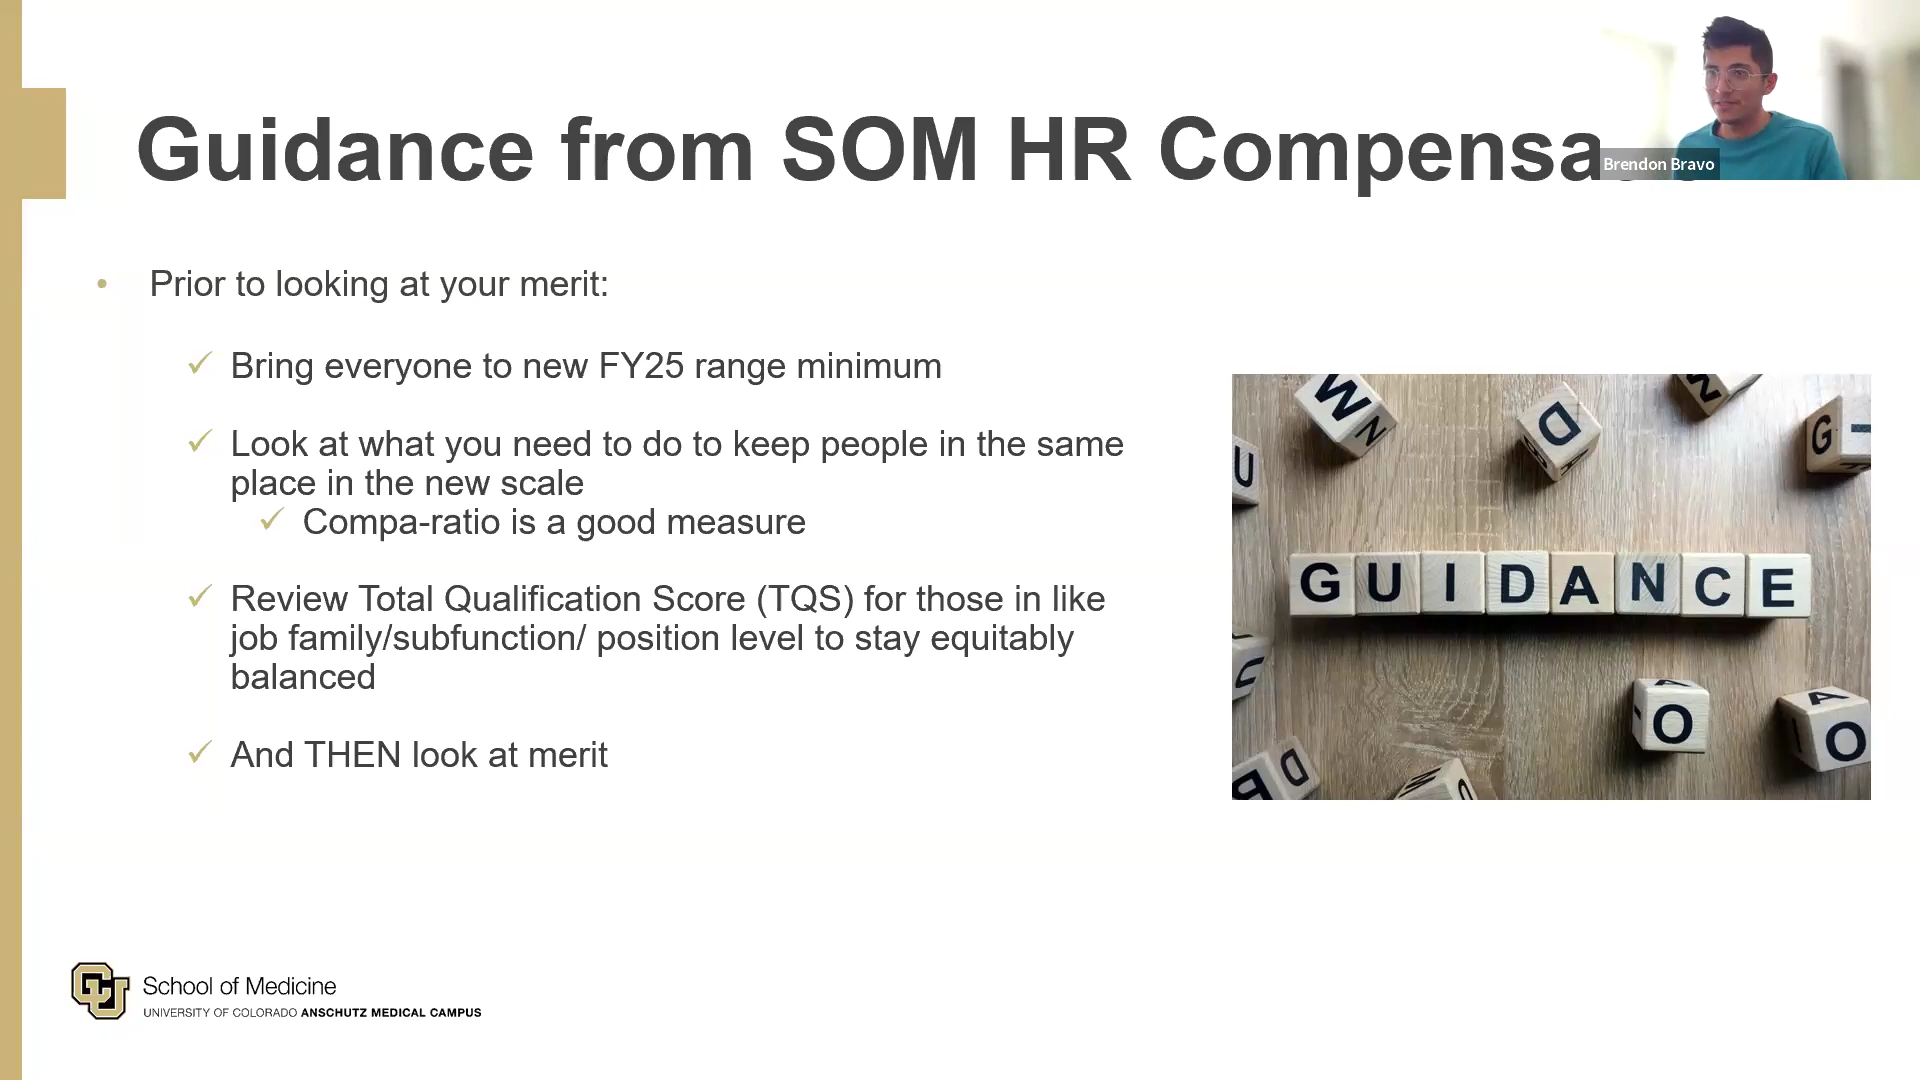 Guidance from SOM HR Compensa
Brendon Bravo
• Prior to looking at your merit:
✓ Bring everyone to new FY25 range minimum
✓ Look at what you need to do to keep people in the same
place in the new scale
✓ Compa-ratio is a good measure
✓ Review Total Qualification Score (TQS) for those in like
job family/subfunction/ position level to stay equitably
balanced
✓ And THEN look at merit
W N
D
N
G
U
GUIDANCE
O
A
O
D
CU
School of Medicine
UNIVERSITY OF COLORADO ANSCHUTZ MEDICAL CAMPUS